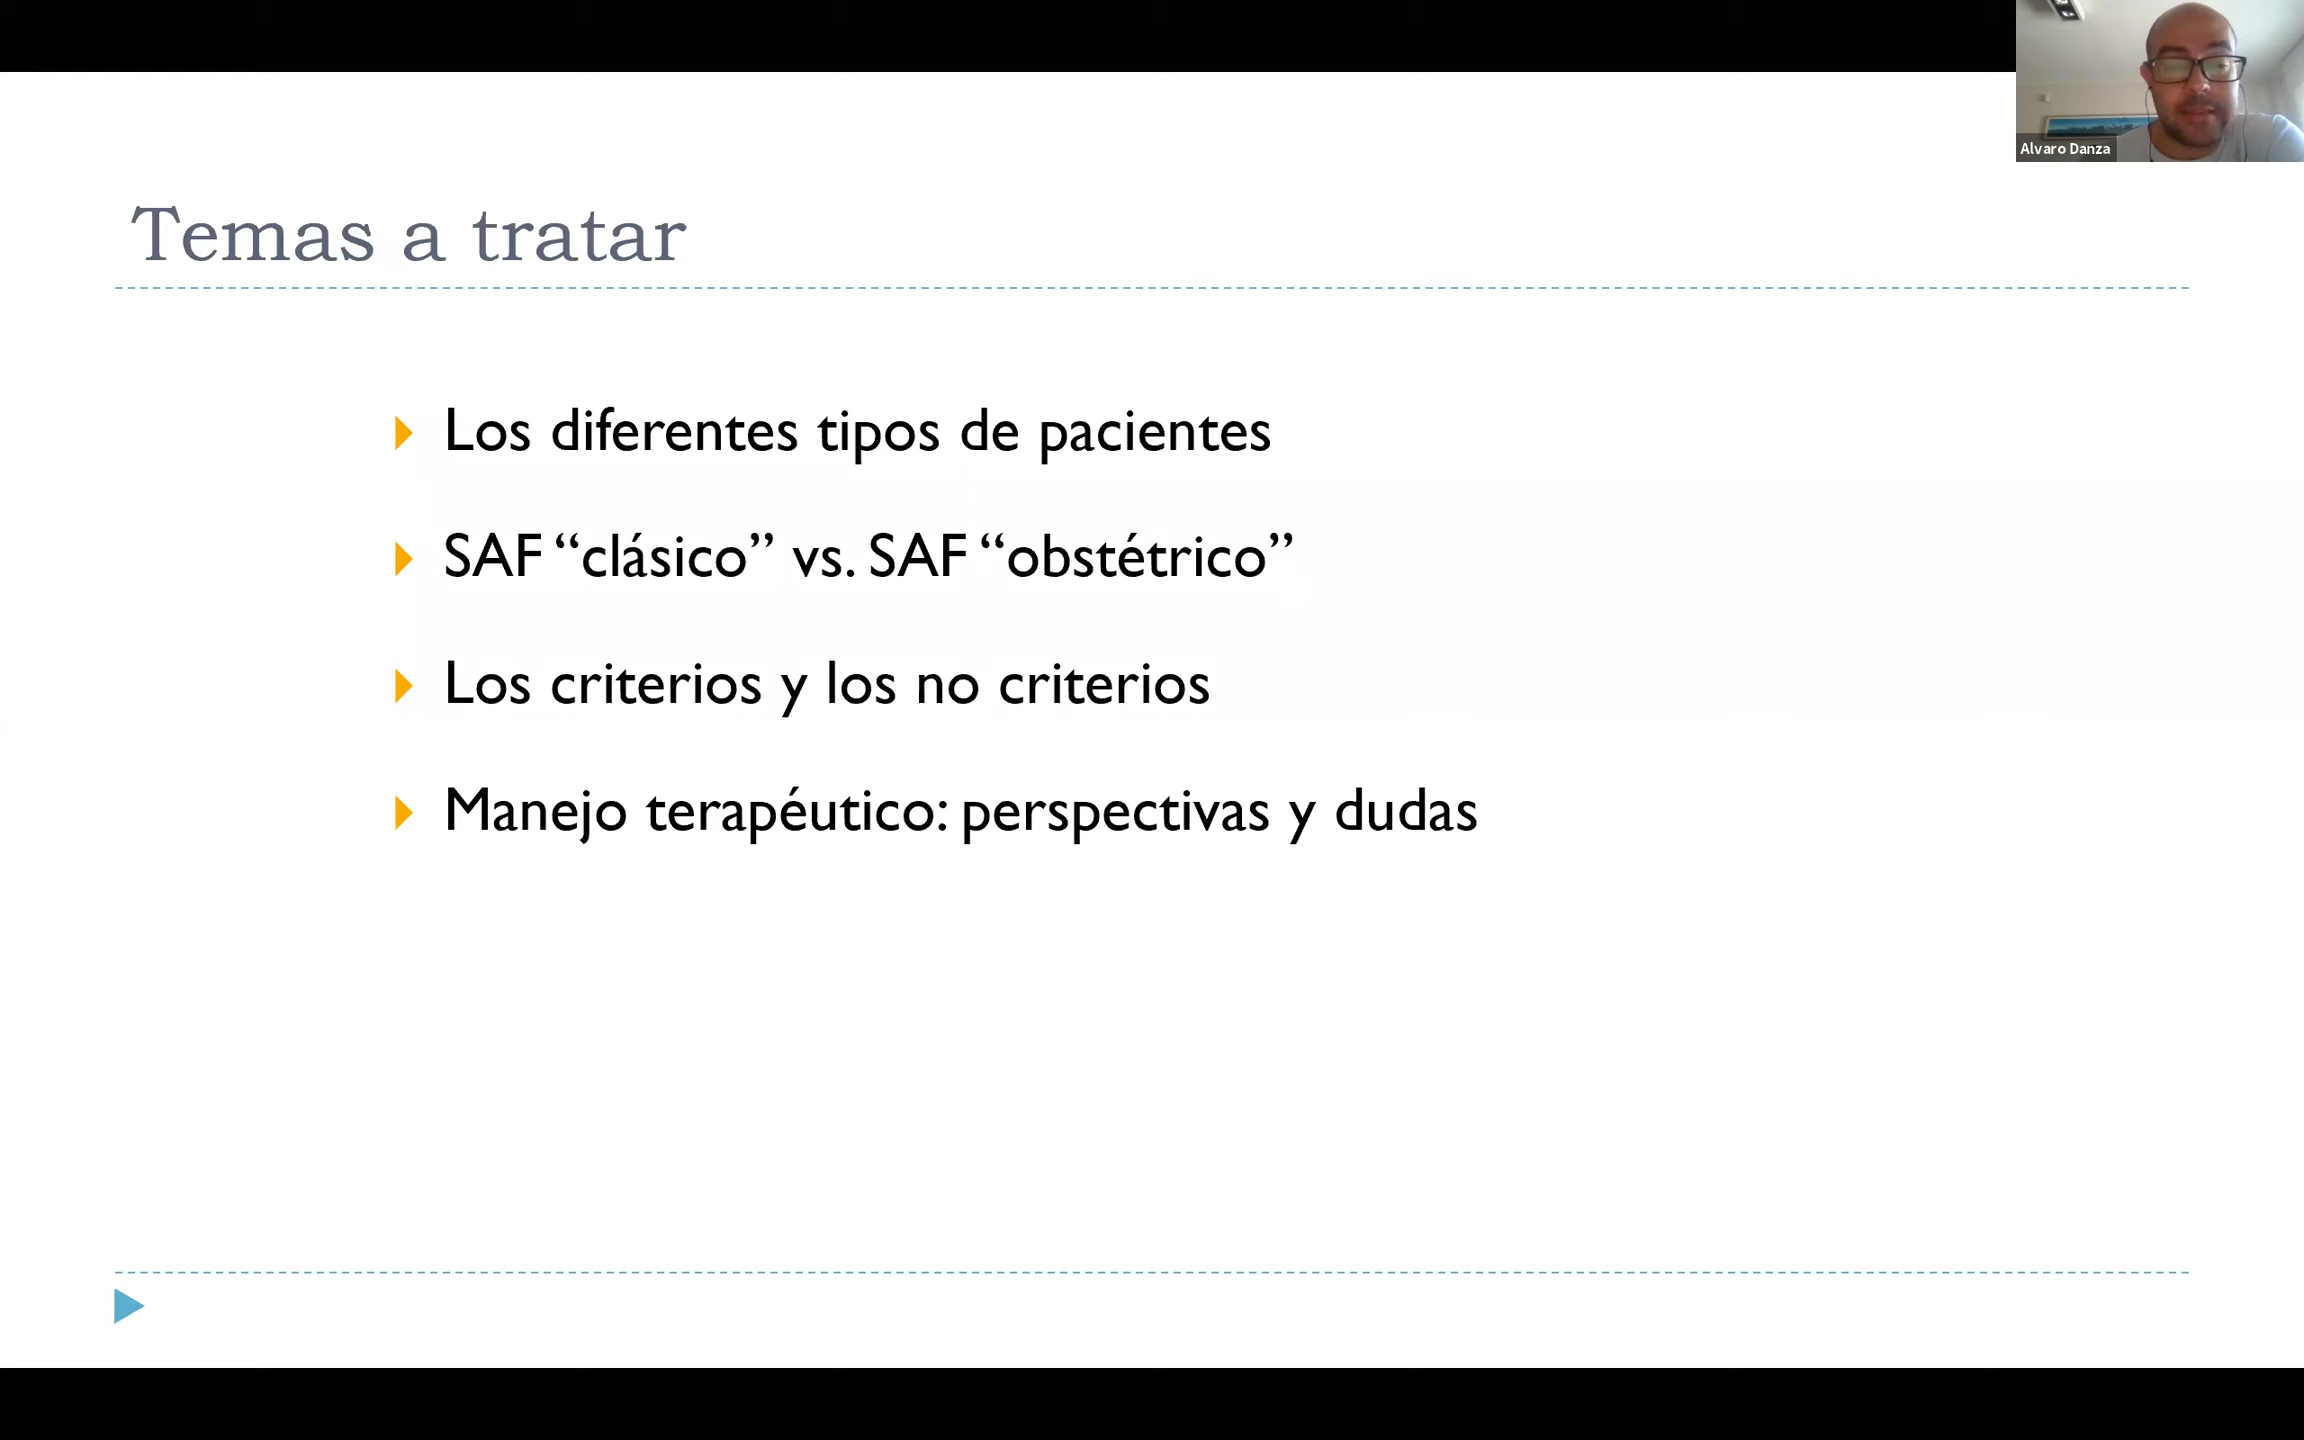 Alvaro Danza
Temas a tratar
Los diferentes tipos de pacientes
SAF “clásico” vs. SAF “obstétrico”
Los criterios y los no criterios
Manejo terapéutico: perspectivas y dudas